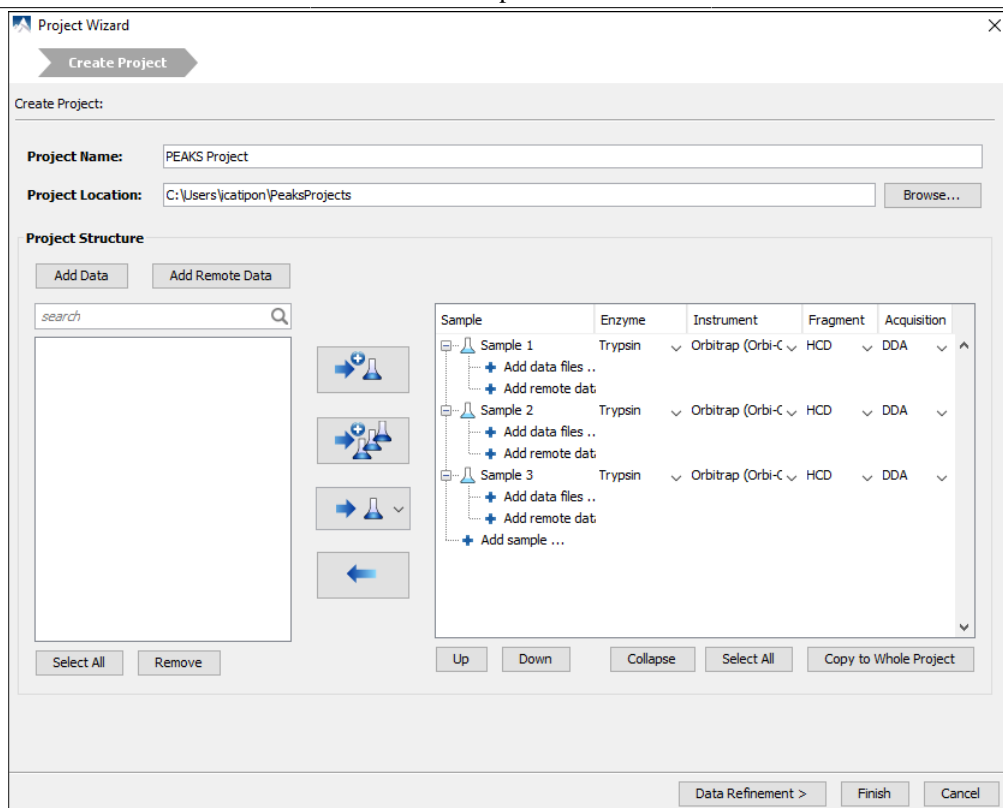 Project Wizard
Create Project
Create Project:
Project Name: PEAKS Project
Project Location: C:\Users\icatipon\PeaksProjects Browse...
Project Structure
Add Data Add Remote Data
search
Sample Enzyme Instrument Fragment Acquisition
Sample 1 Trypsin Orbitrap (Orbi-C HCD DDA
Add data files ..
Add remote dat
Sample 2 Trypsin Orbitrap (Orbi-C HCD DDA
Add data files ..
Add remote dat
Sample 3 Trypsin Orbitrap (Orbi-C HCD DDA
Add data files ..
Add remote dat
Add sample ...
Select All Remove Up Down Collapse Select All Copy to Whole Project
Data Refinement > Finish Cancel